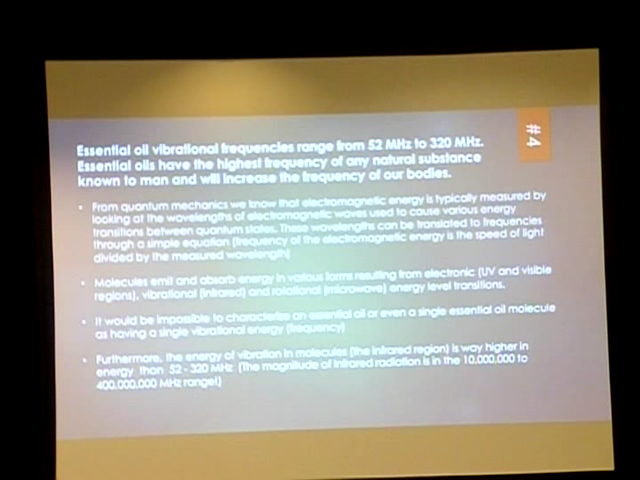 #4
Essential oil vibrational frequencies range from 52 MHz to 320 MHz.
Essential oils have the highest frequency of any natural substance
known to man and will increase the frequency of our bodies.
• From quantum mechanics we know that electromagnetic energy is typically measured by
looking at the wavelengths of electromagnetic waves used to cause various energy
transitions between quantum states. These wavelengths can be translated to frequencies
through a simple equation (frequency of the electromagnetic energy is the speed of light
divided by the measured wavelength)
• Molecules emit and absorb energy in various forms resulting from electronic (UV and visible
regions), vibrational (infrared) and rotational (microwave) energy level transitions.
• It would be impossible to characterize an essential oil or even a single essential oil molecule
as having a single vibrational energy (frequency)
• Furthermore, the energy of vibration in molecules (the infrared region) is way higher in
energy than 52 - 320 MHz (The magnitude of infrared radiation is in the 10,000,000 to
400,000,000 MHz range!)